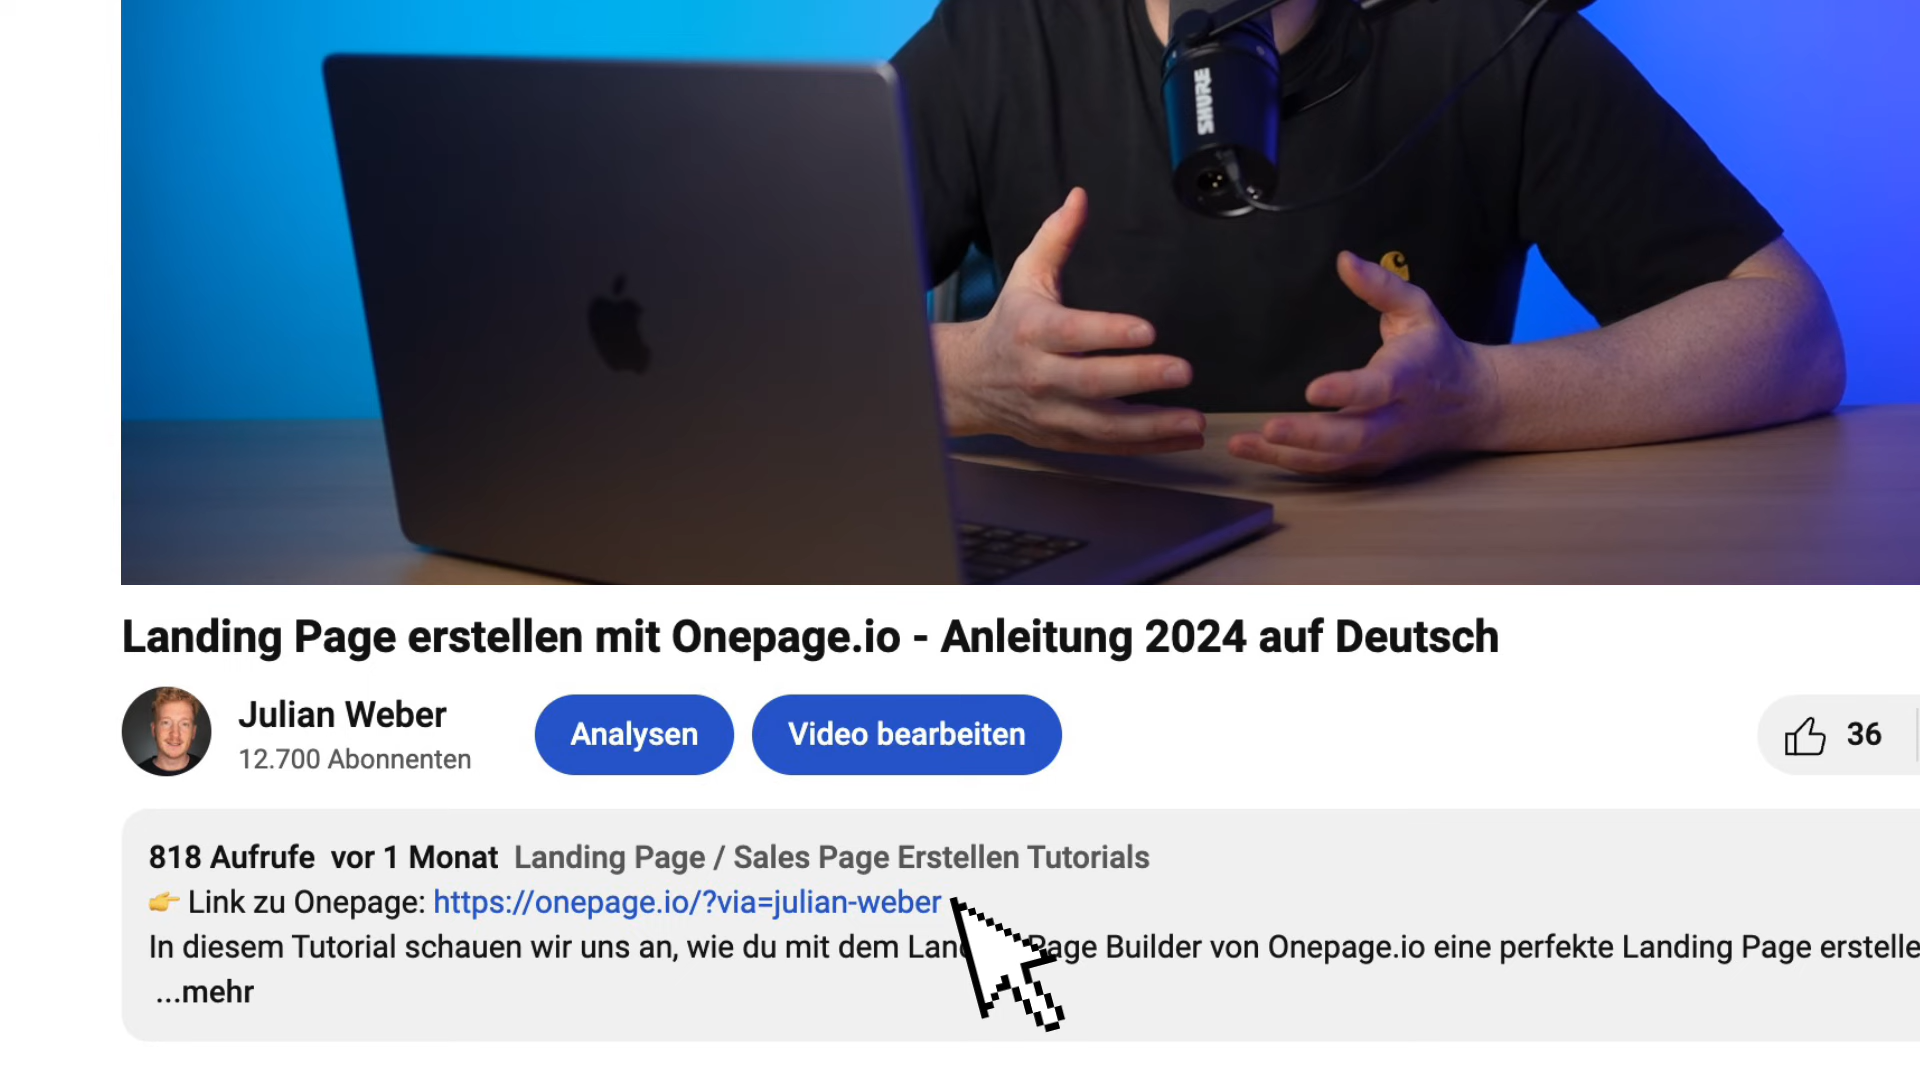 SHURE
Landing Page erstellen mit Onepage.io - Anleitung 2024 auf Deutsch
Julian Weber
12.700 Abonnenten
Analysen
Video bearbeiten
36
818 Aufrufe vor 1 Monat Landing Page / Sales Page Erstellen Tutorials
👉 Link zu Onepage: https://onepage.io/?via=julian-weber
In diesem Tutorial schauen wir uns an, wie du mit dem Builder von Onepage.io eine perfekte Landing Page
...mehr